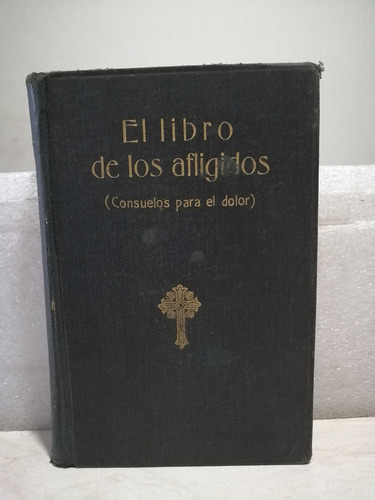 El libro
de los afligidos
(Consuelos para el dolor)